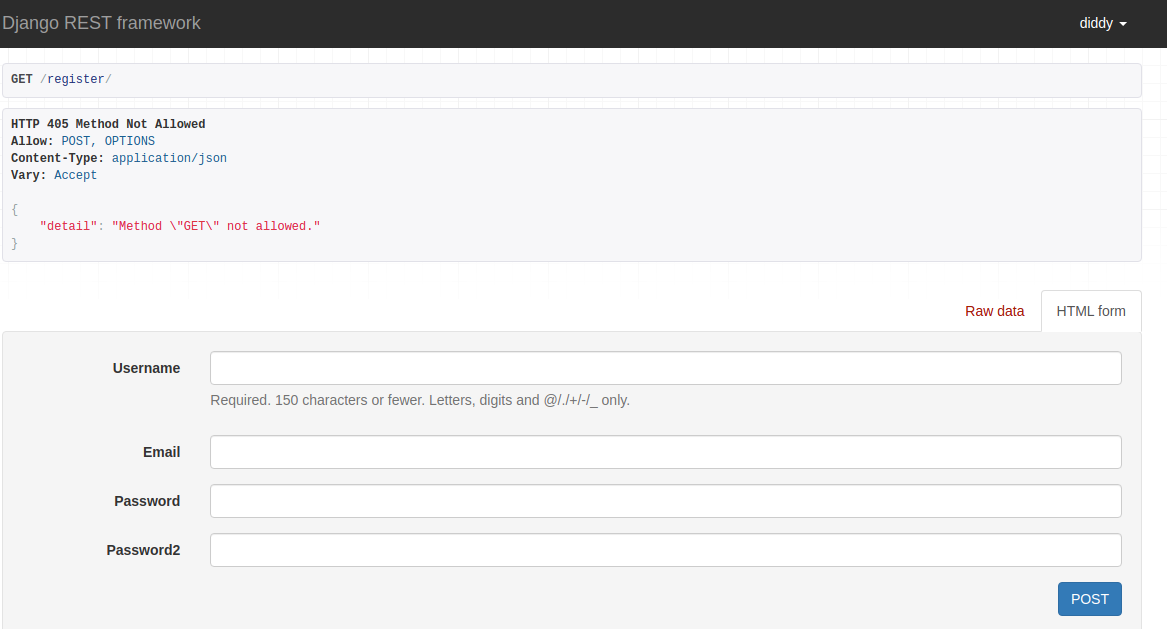 Django REST framework
diddy
GET /register/
HTTP 405 Method Not Allowed
Allow: POST, OPTIONS
Content-Type: application/json
Vary: Accept
{
    "detail": "Method \"GET\" not allowed."
}
Raw data
HTML form
Username
Required. 150 characters or fewer. Letters, digits and @/./+/-/_ only.
Email
Password
Password2
POST